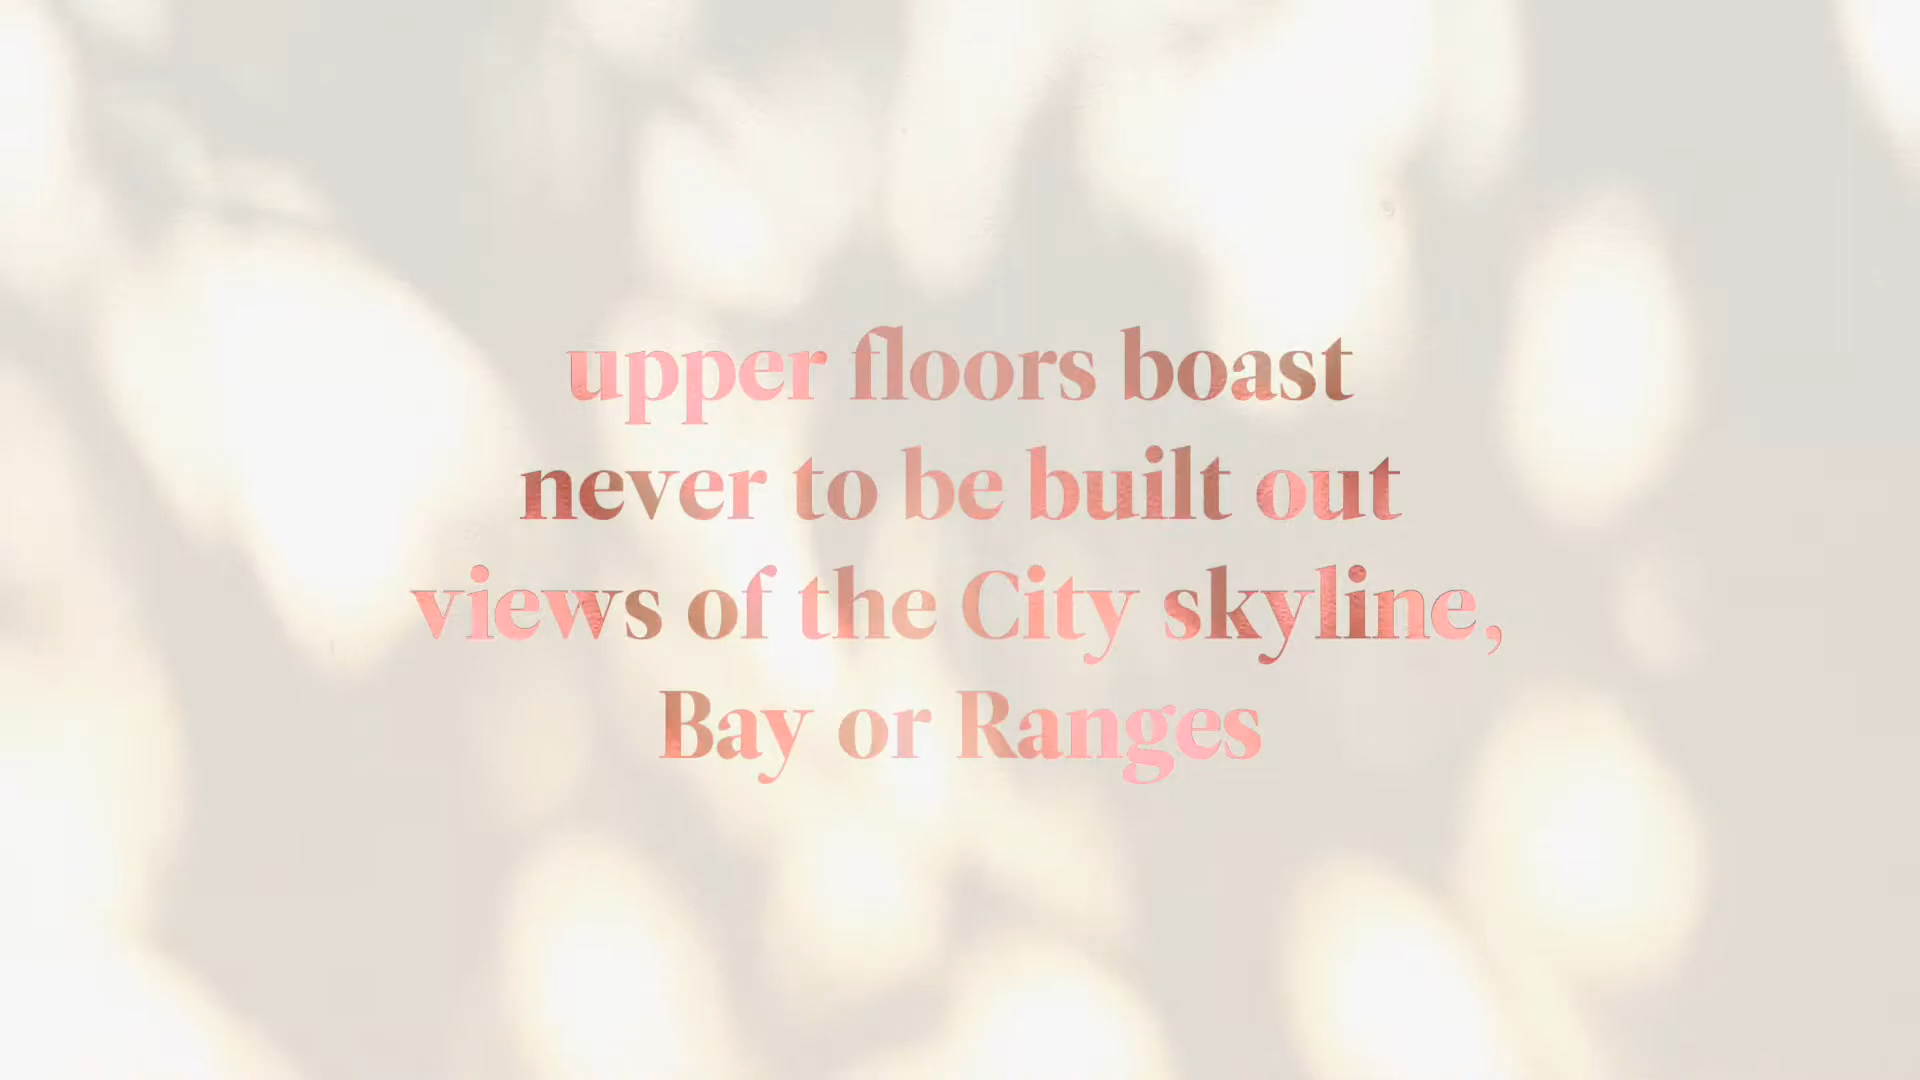 upper floors boast
never to be built out
views of the City skyline,
Bay or Ranges